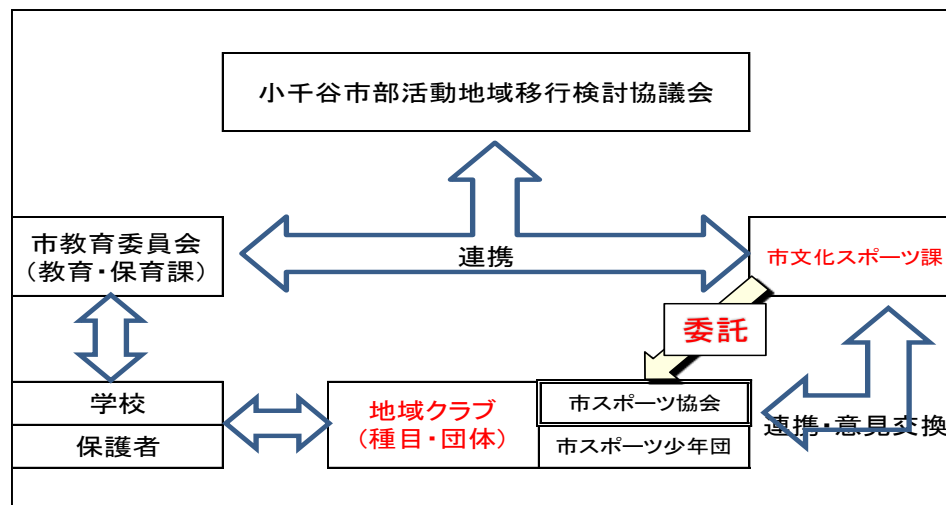 小千谷市部活動地域移行検討協議会
市教育委員会
(教育・保育課)
連携
市文化スポーツ課
委託
学校
保護者
地域クラブ
(種目・団体)
市スポーツ協会
市スポーツ少年団
連携・意見交換